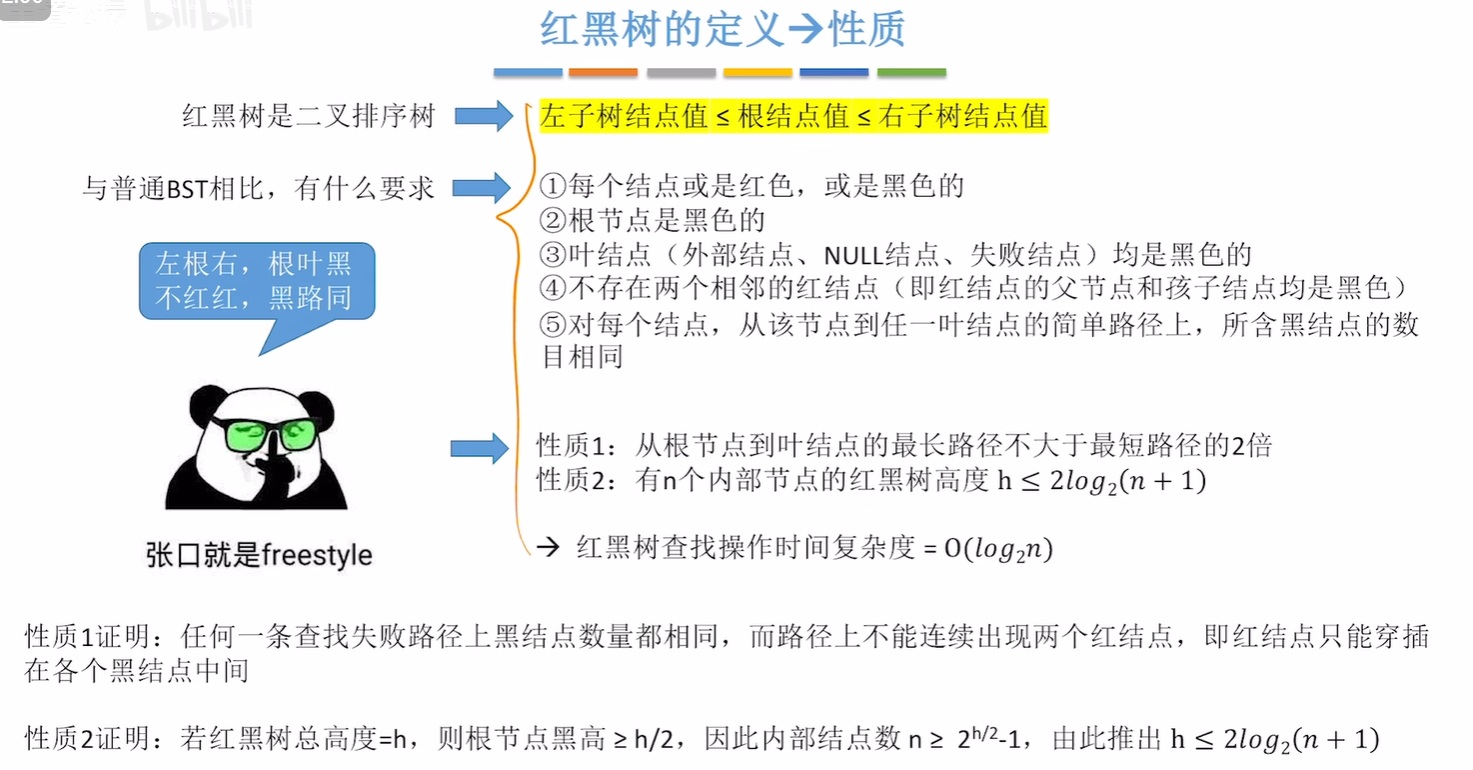 bilibili
红黑树的定义→性质
红黑树是二叉排序树
左子树结点值 ≤ 根结点值 ≤ 右子树结点值
与普通BST相比，有什么要求
①每个结点或是红色，或是黑色的
②根节点是黑色的
③叶结点（外部结点、NULL结点、失败结点）均是黑色的
④不存在两个相邻的红结点（即红结点的父节点和孩子结点均是黑色）
⑤对每个结点，从该节点到任一叶结点的简单路径上，所含黑结点的数
目相同
左根右，根叶黑
不红红，黑路同
性质1：从根节点到叶结点的最长路径不大于最短路径的2倍
性质2：有n个内部节点的红黑树高度 h ≤ 2log₂(n + 1)
→ 红黑树查找操作时间复杂度 = O(log₂n)
张口就是freestyle
性质1证明：任何一条查找失败路径上黑结点数量都相同，而路径上不能连续出现两个红结点，即红结点只能穿插
在各个黑结点中间
性质2证明：若红黑树总高度=h，则根节点黑高 ≥ h/2，因此内部结点数 n ≥ 2^{h/2}-1，由此推出 h ≤ 2log₂(n + 1)